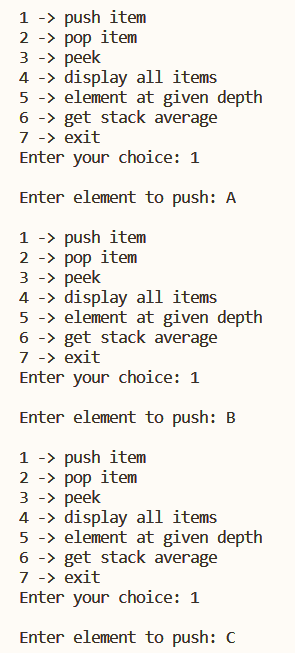 1 -> push item
2 -> pop item
3 -> peek
4 -> display all items
5 -> element at given depth
6 -> get stack average
7 -> exit
Enter your choice: 1
Enter element to push: A
1 -> push item
2 -> pop item
3 -> peek
4 -> display all items
5 -> element at given depth
6 -> get stack average
7 -> exit
Enter your choice: 1
Enter element to push: B
1 -> push item
2 -> pop item
3 -> peek
4 -> display all items
5 -> element at given depth
6 -> get stack average
7 -> exit
Enter your choice: 1
Enter element to push: C